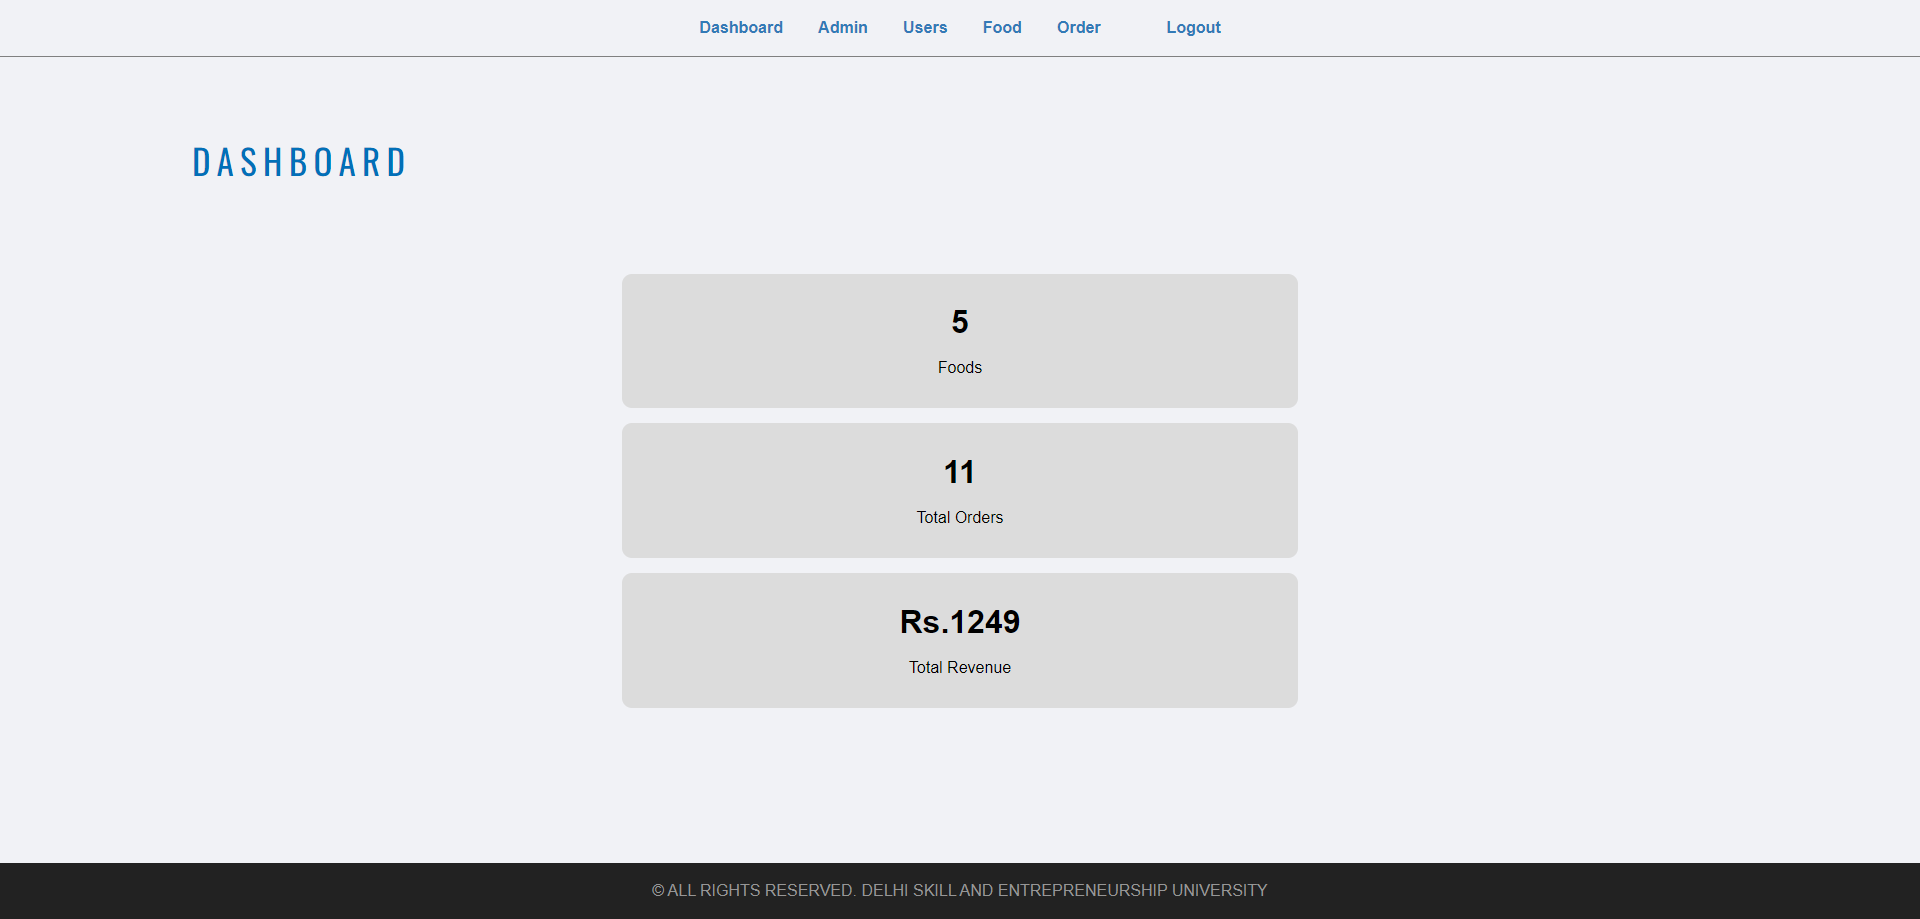 Dashboard Admin Users Food Order Logout
DASHBOARD
5
Foods
11
Total Orders
Rs.1249
Total Revenue
© ALL RIGHTS RESERVED. DELHI SKILL AND ENTREPRENEURSHIP UNIVERSITY